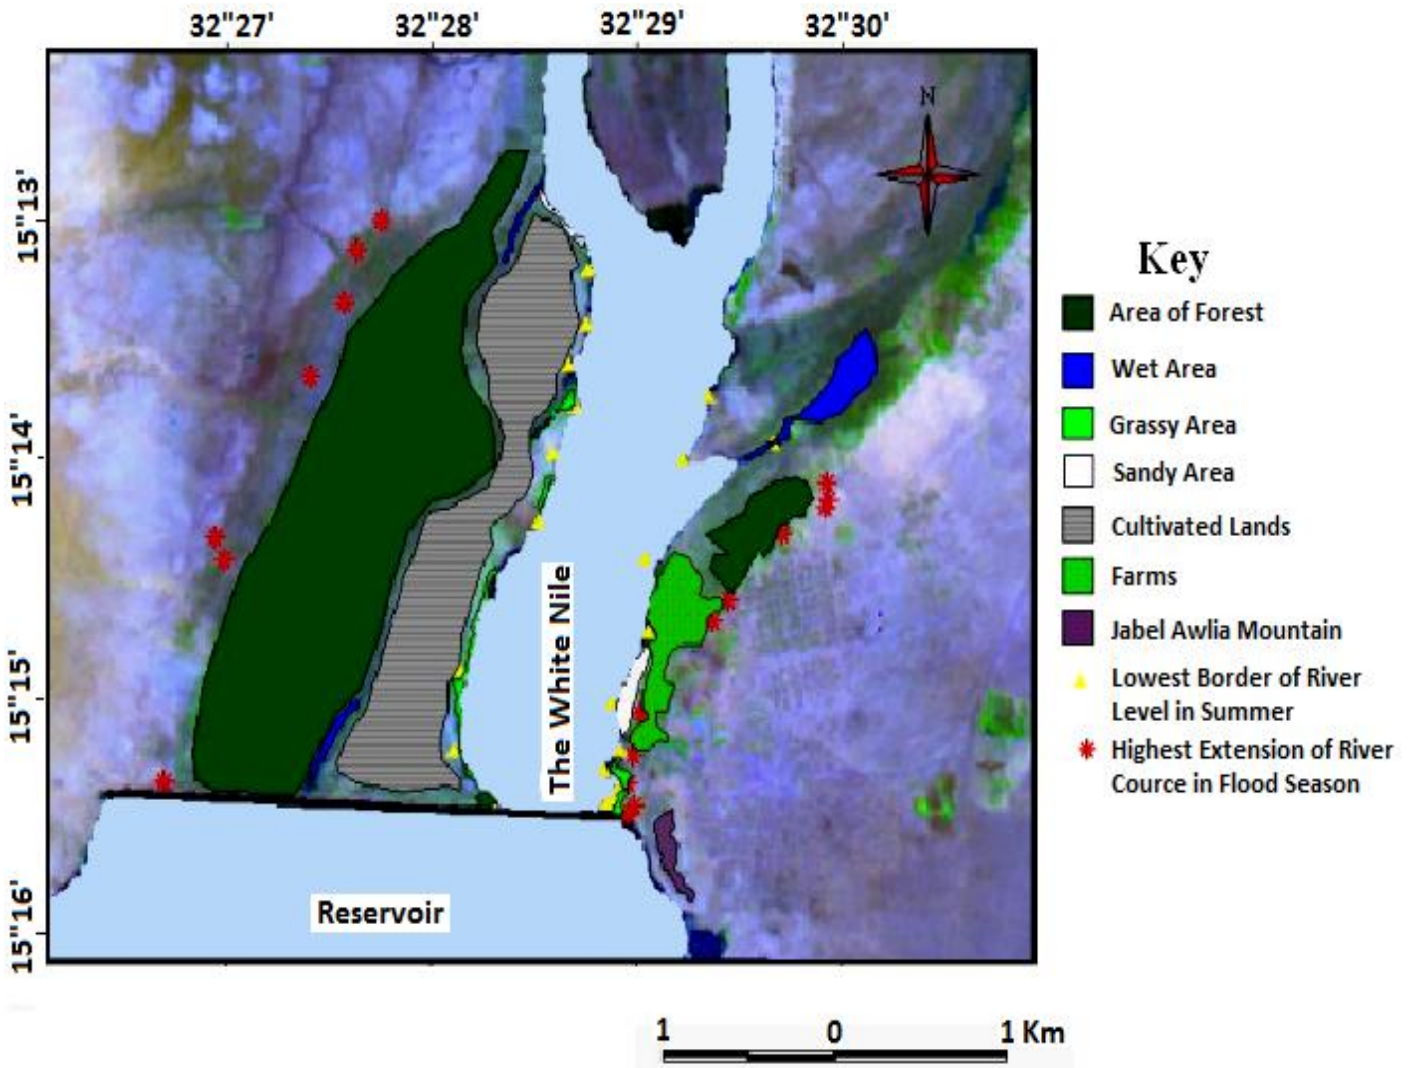 32"27' 32"28' 32"29' 32"30'
N
15"13'
15"14'
15"15'
15"16'
The White Nile
Reservoir
Key
Area of Forest
Wet Area
Grassy Area
Sandy Area
Cultivated Lands
Farms
Jabel Awlia Mountain
Lowest Border of River
Level in Summer
Highest Extension of River
Cource in Flood Season
1 0 1 Km